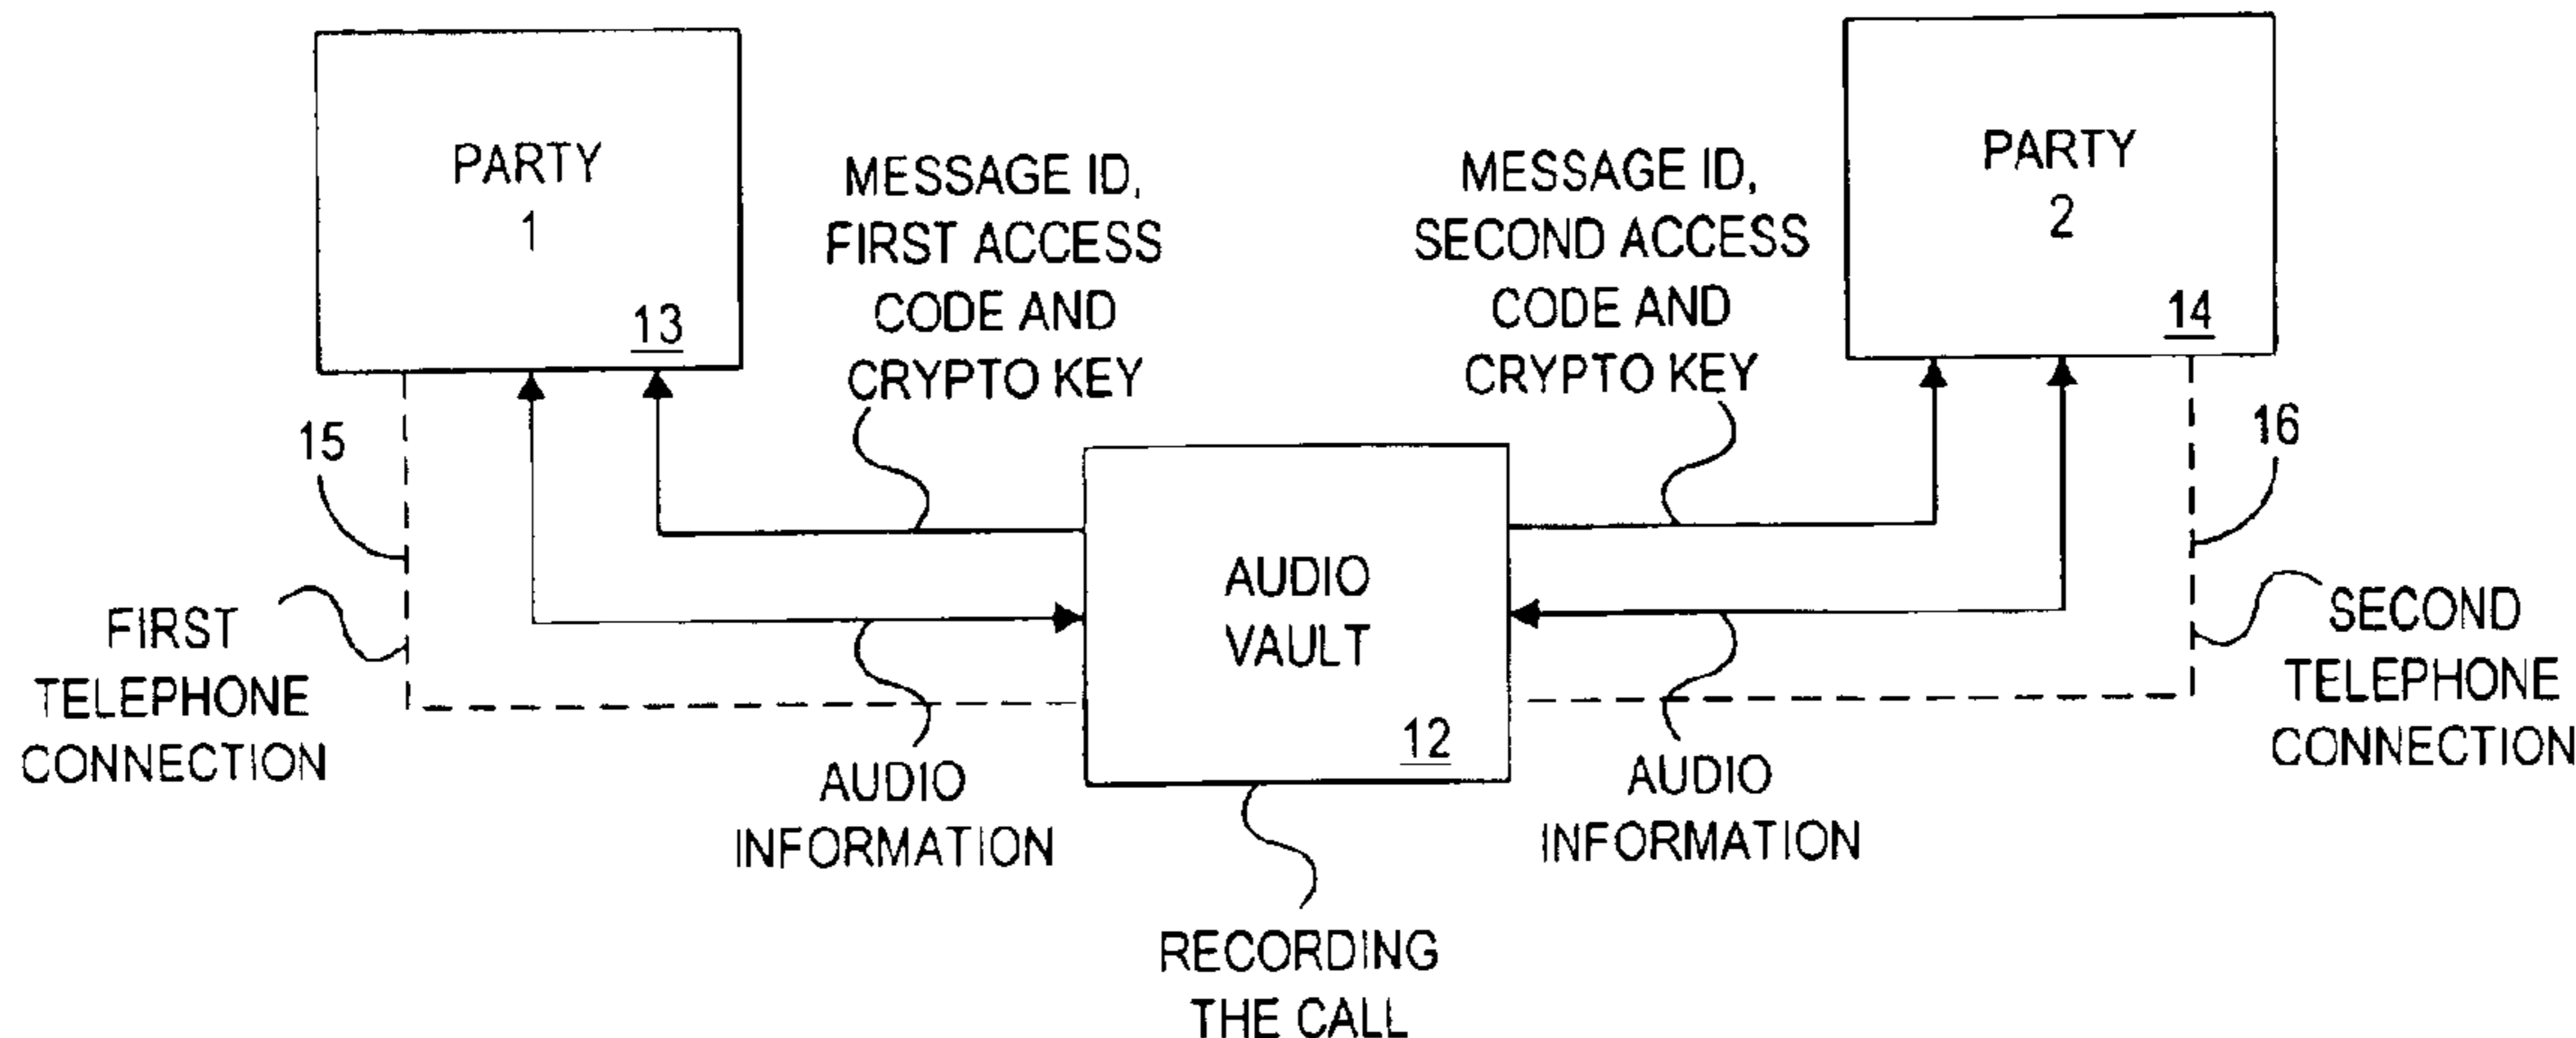 PARTY
1
13
MESSAGE ID,
FIRST ACCESS
CODE AND
CRYPTO KEY
MESSAGE ID,
SECOND ACCESS
CODE AND
CRYPTO KEY
PARTY
2
14
15
16
FIRST
TELEPHONE
CONNECTION
AUDIO
VAULT
12
SECOND
TELEPHONE
CONNECTION
AUDIO
INFORMATION
AUDIO
INFORMATION
RECORDING
THE CALL